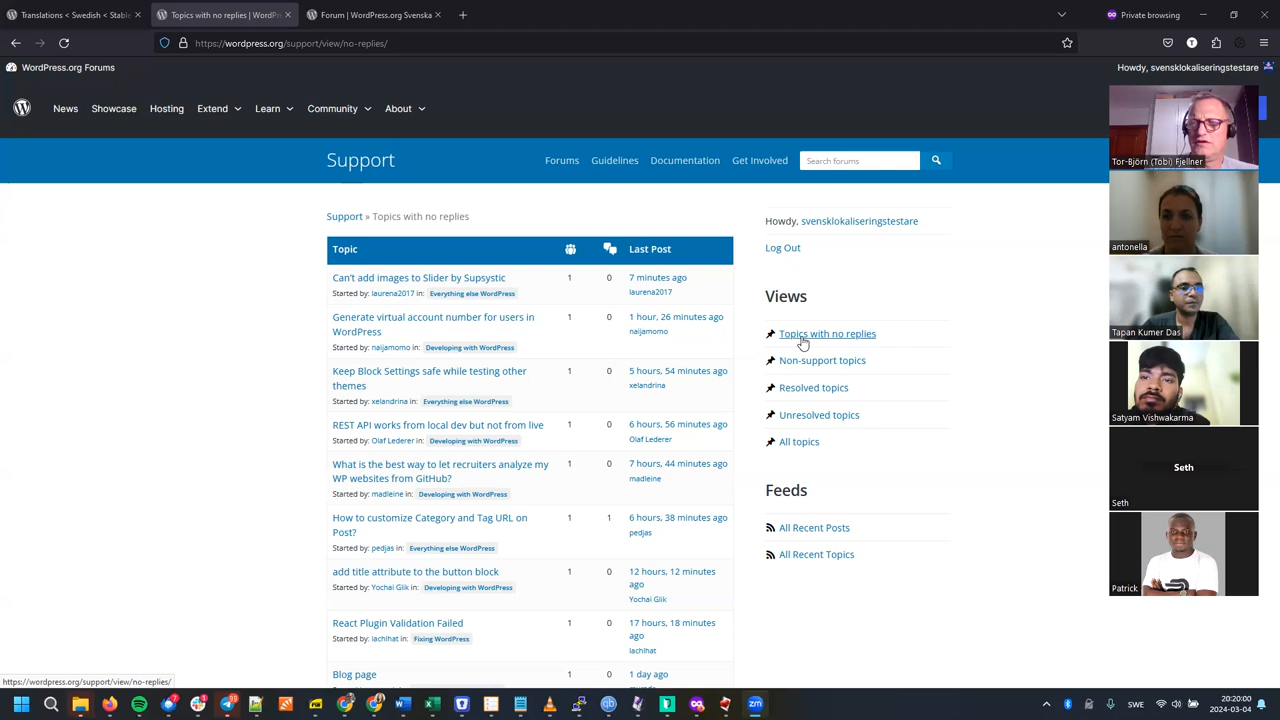 Translations < Swedish < Stabl
Topics with no replies | WordPr
Forum | WordPress.org Svenska
Private browsing
https://wordpress.org/support/view/no-replies/
WordPress.org Forums
WordPress.org, svensklokaliseringstestare
News
Showcase
Hosting
Extend
Learn
Community
About
Support
Forums
Guidelines
Documentation
Get Involved
Search forums
Support » Topics with no replies
Topic
Last Post
Can't add images to Slider by Supsystic
1
0
7 minutes ago
Started by: laurena2017 in: Everything else WordPress
laurena2017
Generate virtual account number for users in
WordPress
1
0
1 hour, 26 minutes ago
Started by: naijamomo in: Developing with WordPress
naijamomo
Keep Block Settings safe while testing other
themes
1
0
5 hours, 54 minutes ago
Started by: xelandrina in: Everything else WordPress
xelandrina
REST API works from local dev but not from live
1
0
6 hours, 56 minutes ago
Started by: Olaf Lederer in: Developing with WordPress
Olaf Lederer
What is the best way to let recruiters analyze my
WP websites from GitHub?
1
0
7 hours, 44 minutes ago
Started by: madleine in: Developing with WordPress
madleine
How to customize Category and Tag URL on
Post?
1
1
6 hours, 38 minutes ago
Started by: pedjas in: Everything else WordPress
pedjas
add title attribute to the button block
1
0
12 hours, 12 minutes
ago
Started by: Yochai Glik in: Developing with WordPress
Yochai Glik
React Plugin Validation Failed
1
0
17 hours, 18 minutes
ago
Started by: lachlhat in: Fixing WordPress
lachlhat
Blog page
1
0
1 day ago
Howdy, svensklokaliseringstestare
Log Out
Views
Topics with no replies
Non-support topics
Resolved topics
Unresolved topics
All topics
Feeds
All Recent Posts
All Recent Topics
Tor-Björn (Tobi) Fjellner
antonella
Tapan Kumer Das
Satyam Vishwakarma
Seth
Seth
Patrick
https://wordpress.org/support/view/no-replies/
20:20:00
2024-03-04